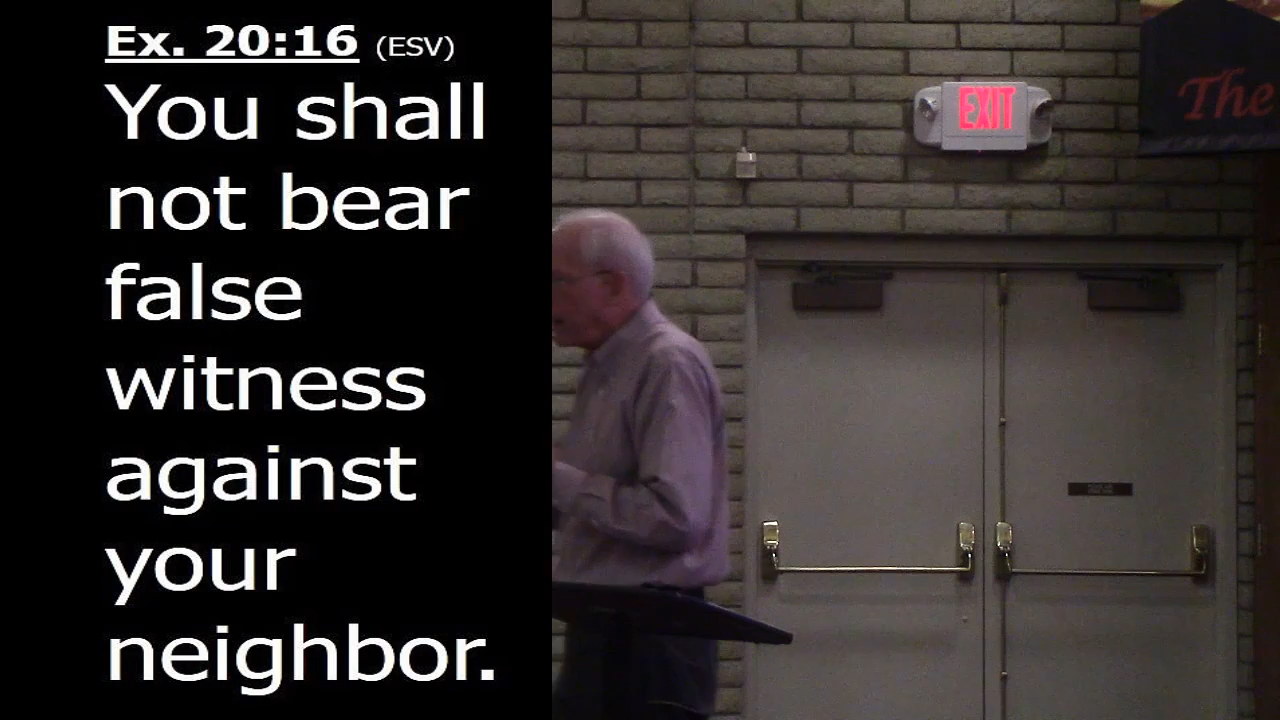 Ex. 20:16 (ESV)
You shall
not bear
false
witness
against
your
neighbor.
EXIT
The